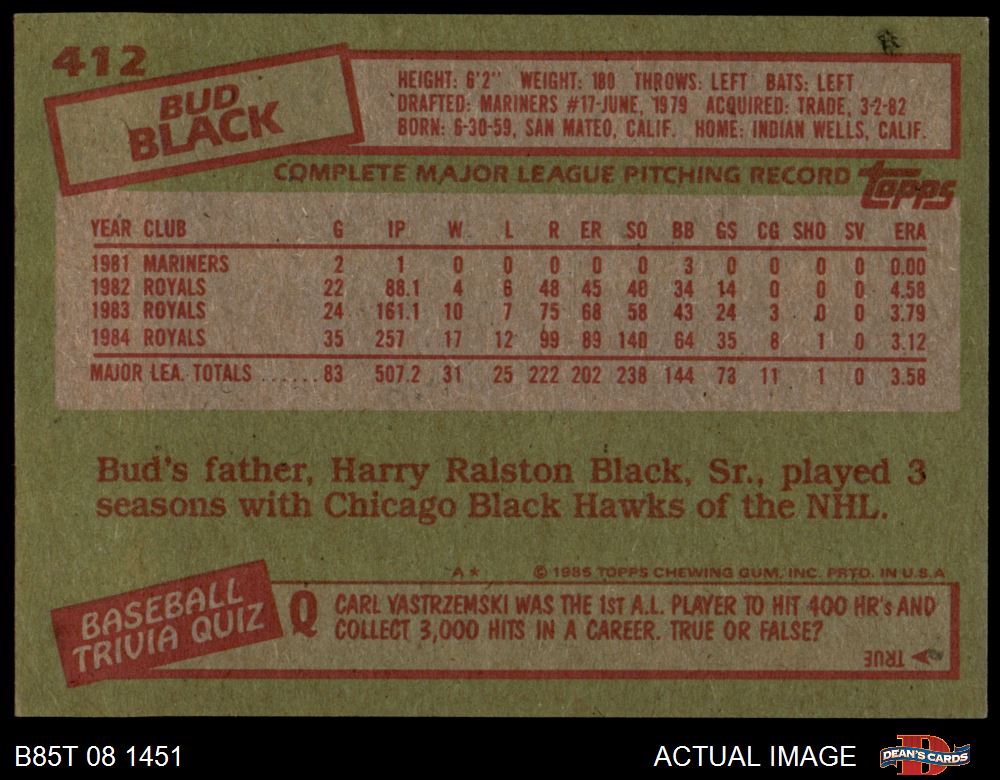 412
BUD
BLACK
HEIGHT: 6'2" WEIGHT: 180 THROWS: LEFT BATS: LEFT
DRAFTED: MARINERS #17-JUNE, 1979 ACQUIRED: TRADE, 3-2-82
BORN: 6-30-59, SAN MATEO, CALIF. HOME: INDIAN WELLS, CALIF.
COMPLETE MAJOR LEAGUE PITCHING RECORD topps
YEAR CLUB G IP W L R ER SO BB GS CG SHO SV ERA
1981 MARINERS 2 1 0 0 0 0 0 3 0 0 0 0 0.00
1982 ROYALS 22 88.1 4 6 48 45 40 34 14 0 0 0 4.58
1983 ROYALS 24 161.1 10 7 75 68 58 43 24 3 0 0 3.79
1984 ROYALS 35 257 17 12 99 89 140 64 35 8 1 0 3.12
MAJOR LEA. TOTALS ...... 83 507.2 31 25 222 202 238 144 73 11 1 0 3.58
Bud's father, Harry Ralston Black, Sr., played 3
seasons with Chicago Black Hawks of the NHL.
A* © 1985 TOPPS CHEWING GUM, INC. PRTD. IN U.S.A
BASEBALL
TRIVIA QUIZ
Q CARL YASTRZEMSKI WAS THE 1ST A.L. PLAYER TO HIT 400 HR's AND
COLLECT 3,000 HITS IN A CAREER. TRUE OR FALSE?
TRUE
B85T 08 1451 ACTUAL IMAGE DEAN'S CARDS